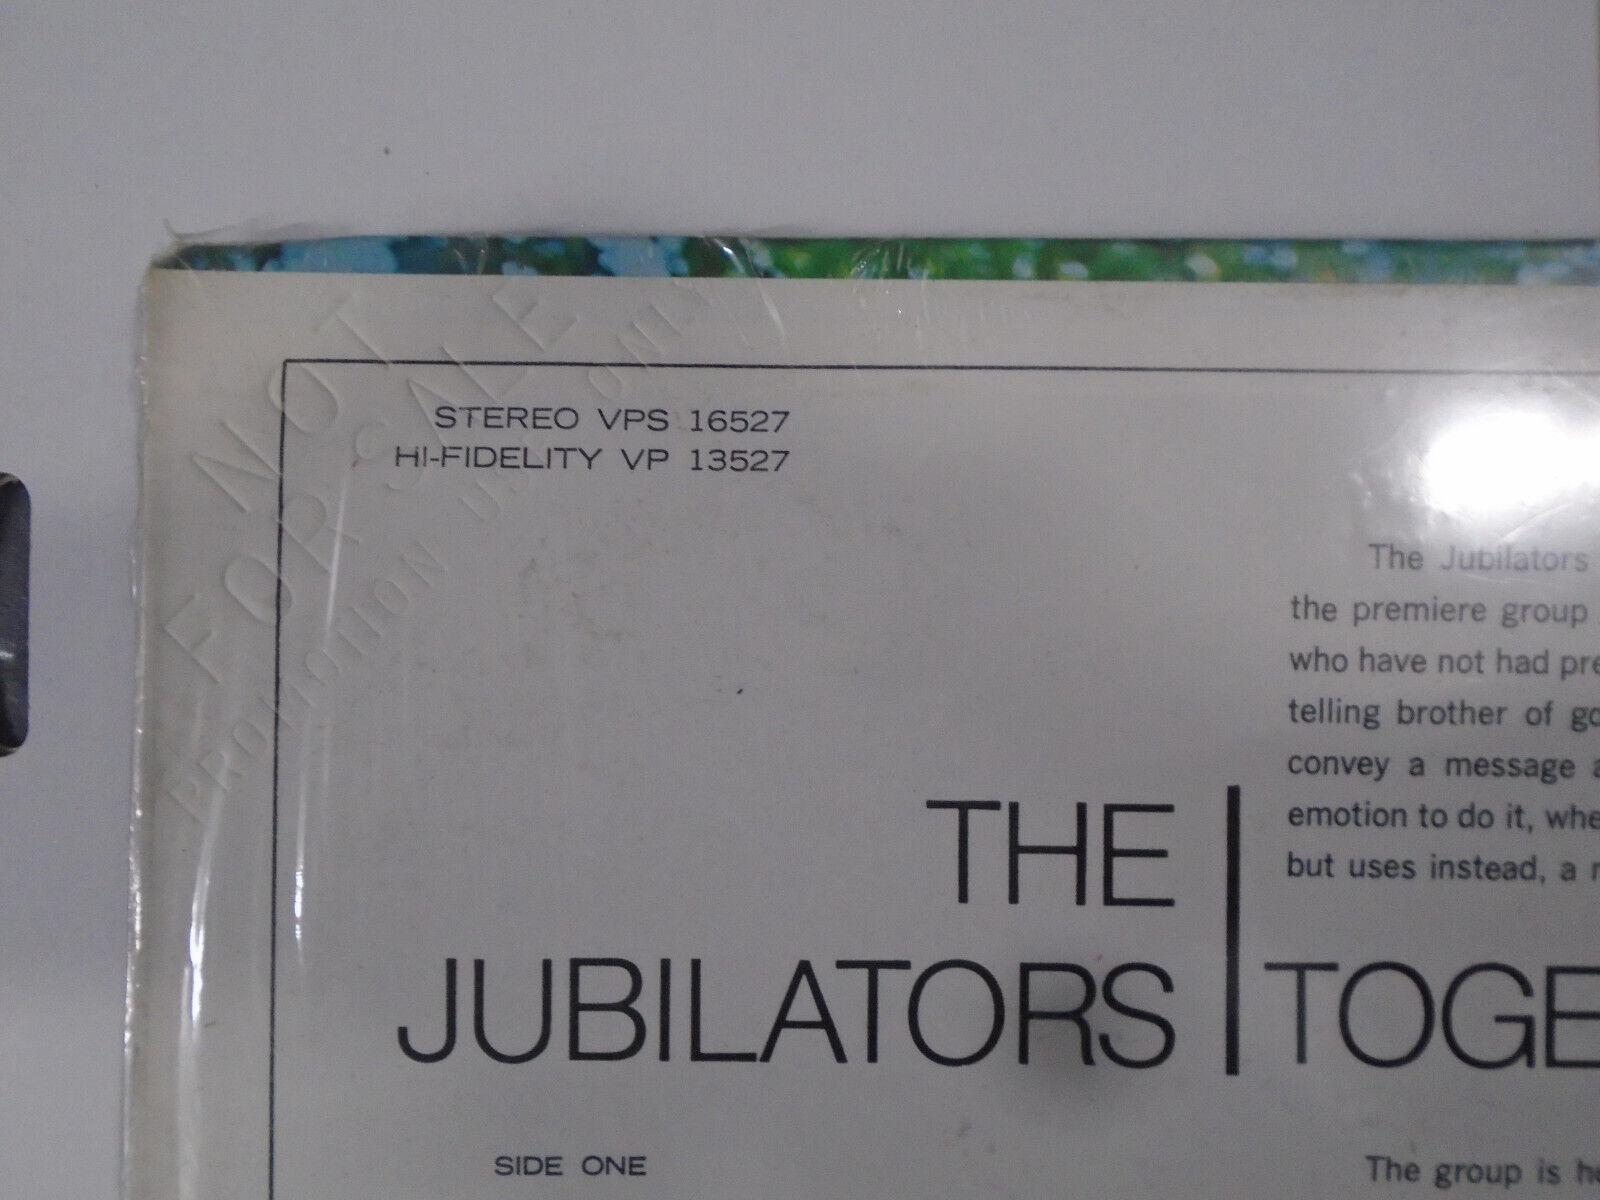 NOT
FOR SALE
PROMOTION USE ONLY
STEREO VPS 16527
HI-FIDELITY VP 13527
The Jubilators
the premiere group
who have not had pre
telling brother of go
convey a message a
emotion to do it, whe
but uses instead, a r
THE
JUBILATORS TOGE
SIDE ONE
The group is he